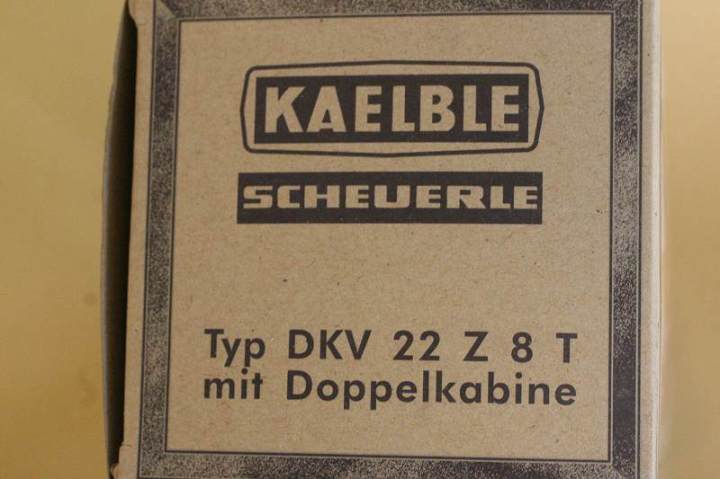 KAELBLE
SCHEUERLE
Typ DKV 22 Z 8 T
mit Doppelkabine